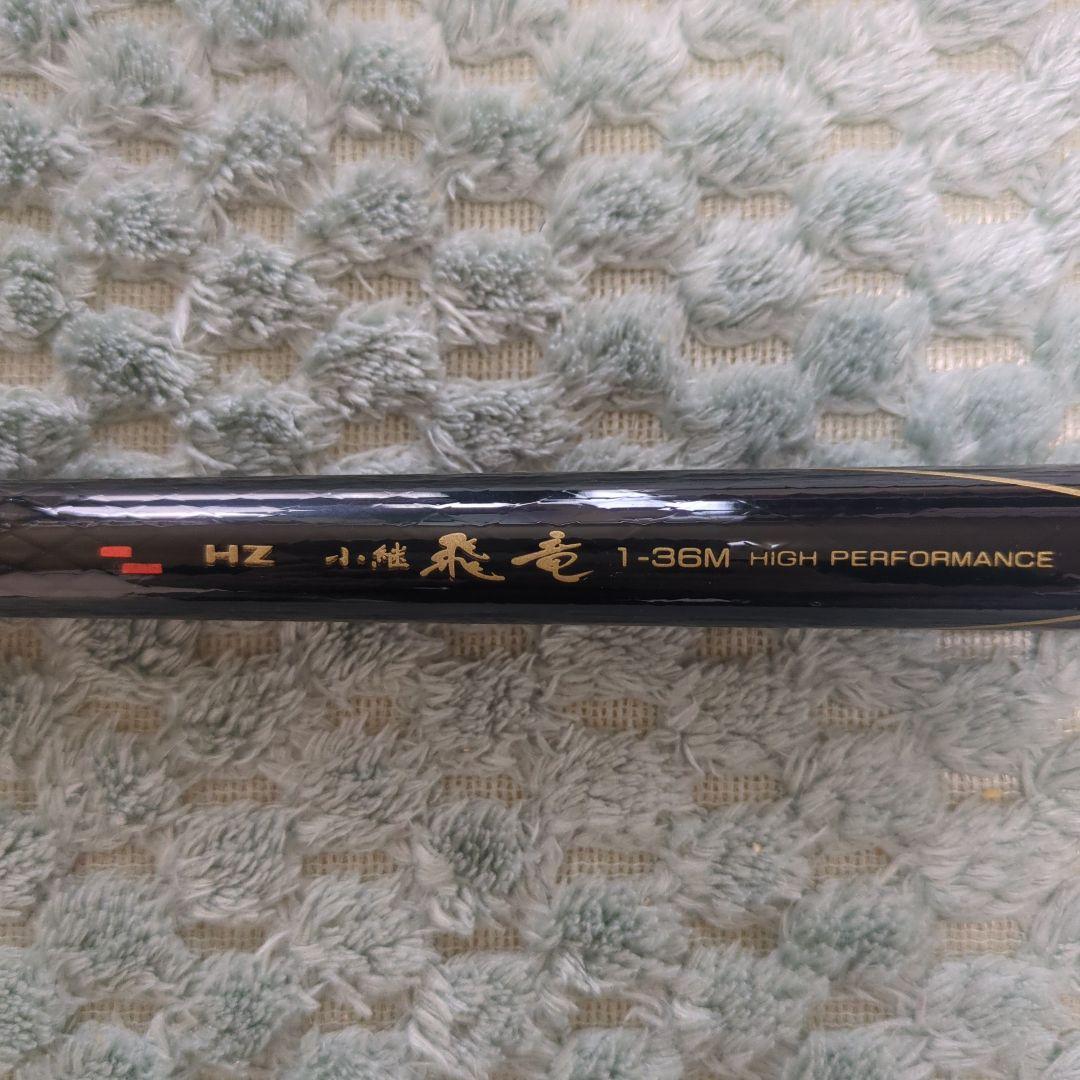 HZ 小継 飛竜 1-36M HIGH PERFORMANCE